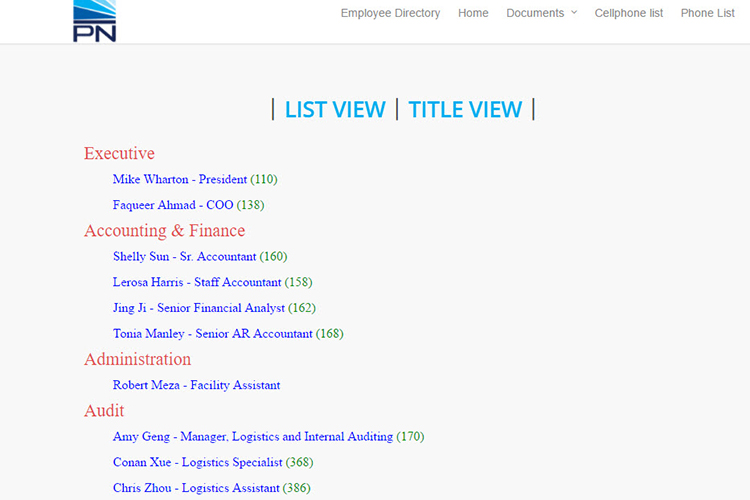 PN
Employee Directory Home Documents Cellphone list Phone List
| LIST VIEW | TITLE VIEW |
Executive
Mike Wharton - President (110)
Faqueer Ahmad - COO (138)
Accounting & Finance
Shelly Sun - Sr. Accountant (160)
Lerosa Harris - Staff Accountant (158)
Jing Ji - Senior Financial Analyst (162)
Tonia Manley - Senior AR Accountant (168)
Administration
Robert Meza - Facility Assistant
Audit
Amy Geng - Manager, Logistics and Internal Auditing (170)
Conan Xue - Logistics Specialist (368)
Chris Zhou - Logistics Assistant (386)